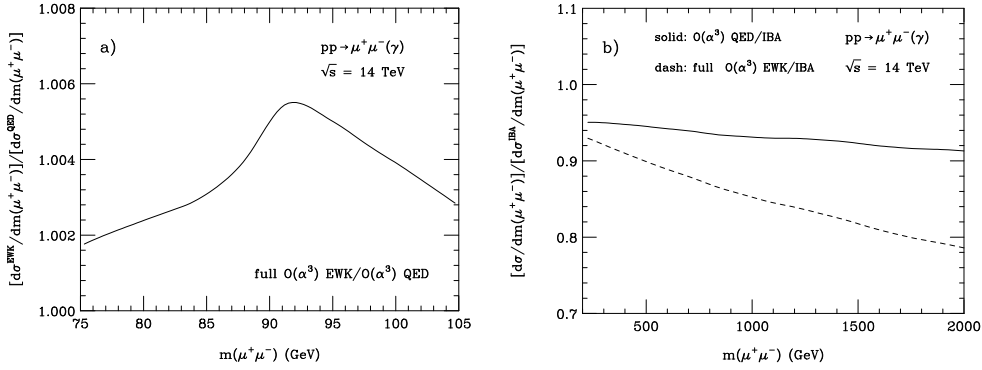 1.008
1.006
1.004
1.002
1.000
75
80
85
90
95
100
105
[dσ^EWK/dm(μ⁺μ⁻)]/[dσ^QED/dm(μ⁺μ⁻)]
a)
pp→μ⁺μ⁻(γ)
√s = 14 TeV
full O(α³) EWK/O(α³) QED
m(μ⁺μ⁻) (GeV)
1.1
1.0
0.9
0.8
0.7
500
1000
1500
2000
[dσ/dm(μ⁺μ⁻)]/[dσ^IBA/dm(μ⁺μ⁻)]
b)
solid: O(α³) QED/IBA
dash: full O(α³) EWK/IBA
pp→μ⁺μ⁻(γ)
√s = 14 TeV
m(μ⁺μ⁻) (GeV)